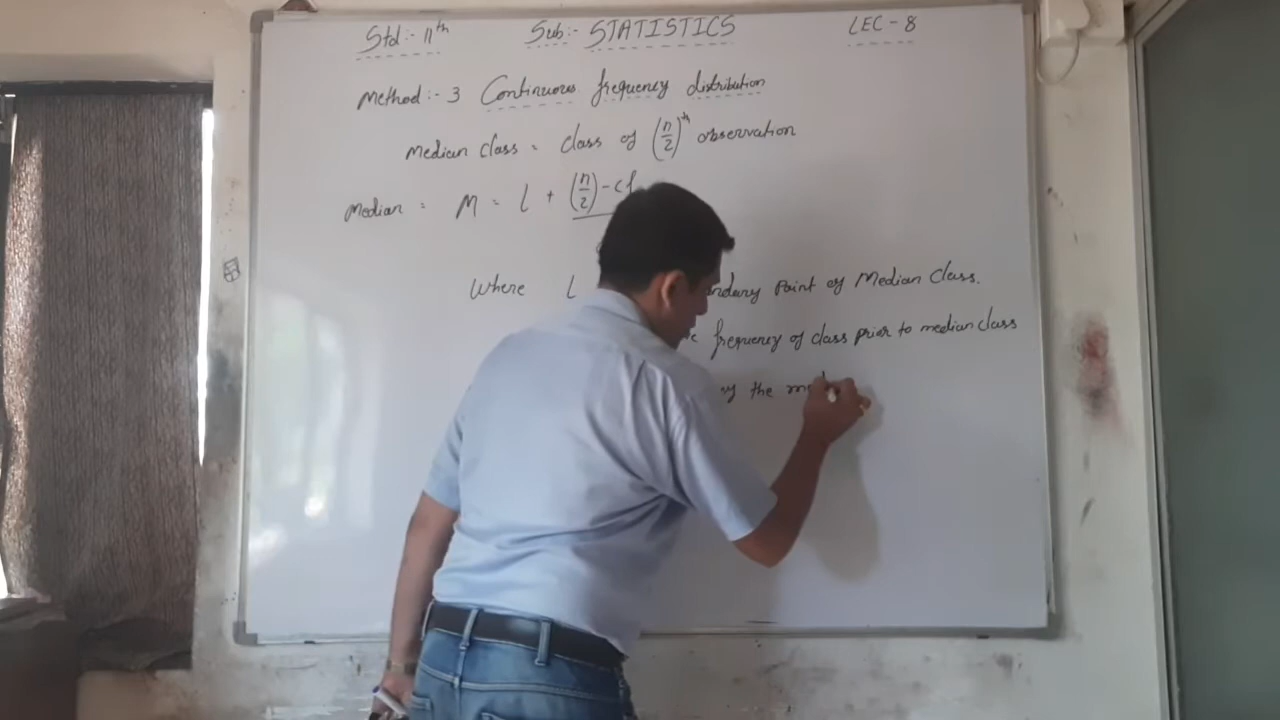 Std:- 11th Sub:- STATISTICS LEC - 8
Method:- 3 Continuous frequency distribution
Median Class = Class of (n/2)th observation
Median = M = L + (n/2) - cf
Where L Point of Median Class.
frequency of class prior to median class
the